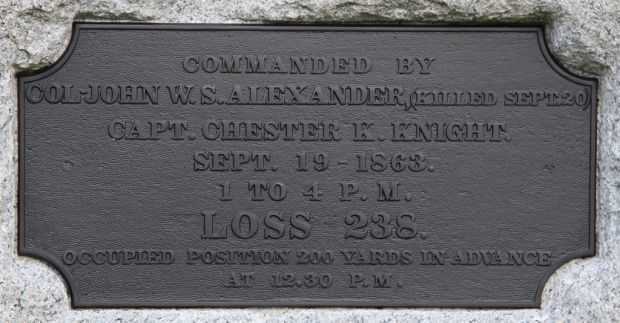 COMMANDED BY
COL. JOHN W. S. ALEXANDER, (KILLED SEPT. 20)
CAPT. CHESTER K. KNIGHT.
SEPT. 19-1863.
1 TO 4 P. M.
LOSS 238.
OCCUPIED POSITION 200 YARDS IN ADVANCE
AT 12.30 P.M.